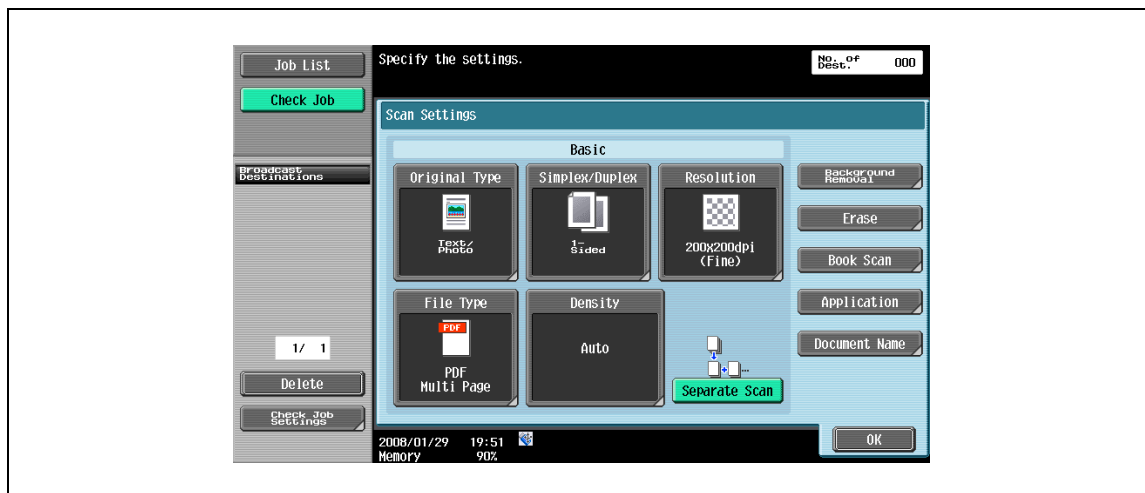 Job List
Check Job
Broadcast
Destinations
1/ 1
Delete
Check Job
Settings
Specify the settings.
No. of
Dest.
000
Scan Settings
Basic
Original Type
Text/
Photo
Simplex/Duplex
1-
Sided
Resolution
200X200dpi
(Fine)
File Type
PDF
PDF
Multi Page
Density
Auto
Separate Scan
Background
Removal
Erase
Book Scan
Application
Document Name
2008/01/29 19:51
Memory 90%
OK